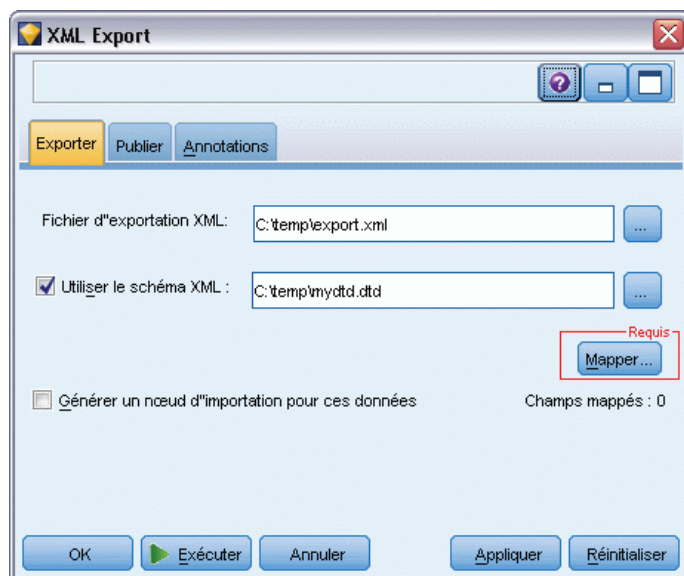 XML Export
Exporter Publier Annotations
Fichier d"exportation XML: C:\temp\export.xml ...
Utiliser le schéma XML : C:\temp\mydtd.dtd ...
Requis
Mapper...
Générer un nœud d"importation pour ces données Champs mappés : 0
OK Exécuter Annuler Appliquer Réinitialiser